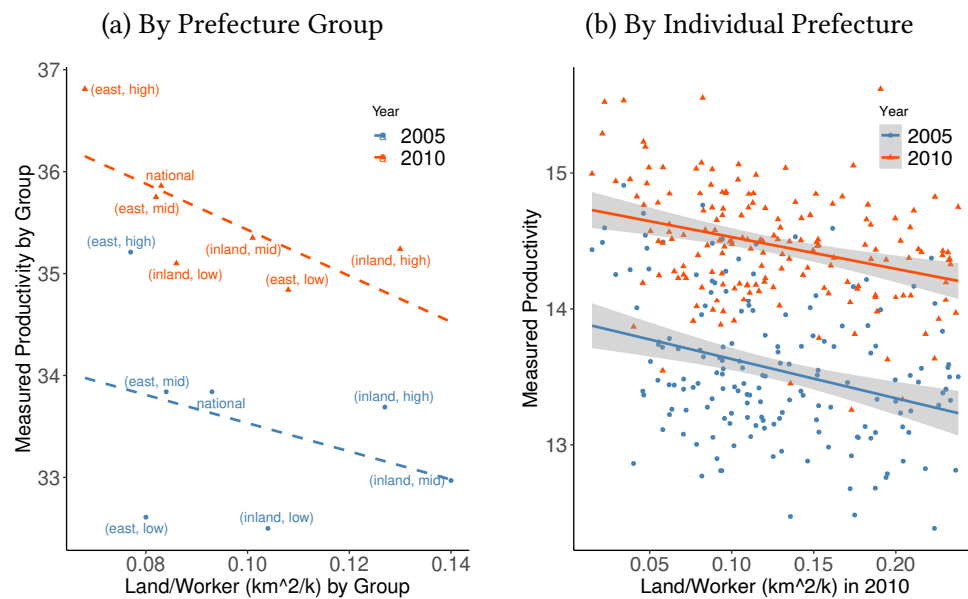 (a) By Prefecture Group
Measured Productivity by Group
37
36
35
34
33
0.08
0.10
0.12
0.14
Land/Worker (km^2/k) by Group
Year
a 2005
a 2010
(east, high)
national
(east, mid)
(east, high)
(inland, low)
(inland, mid)
(inland, high)
(east, low)
(east, mid)
national
(inland, high)
(inland, mid)
(east, low)
(inland, low)
(b) By Individual Prefecture
Measured Productivity
15
14
13
0.05
0.10
0.15
0.20
Land/Worker (km^2/k) in 2010
Year
2005
2010